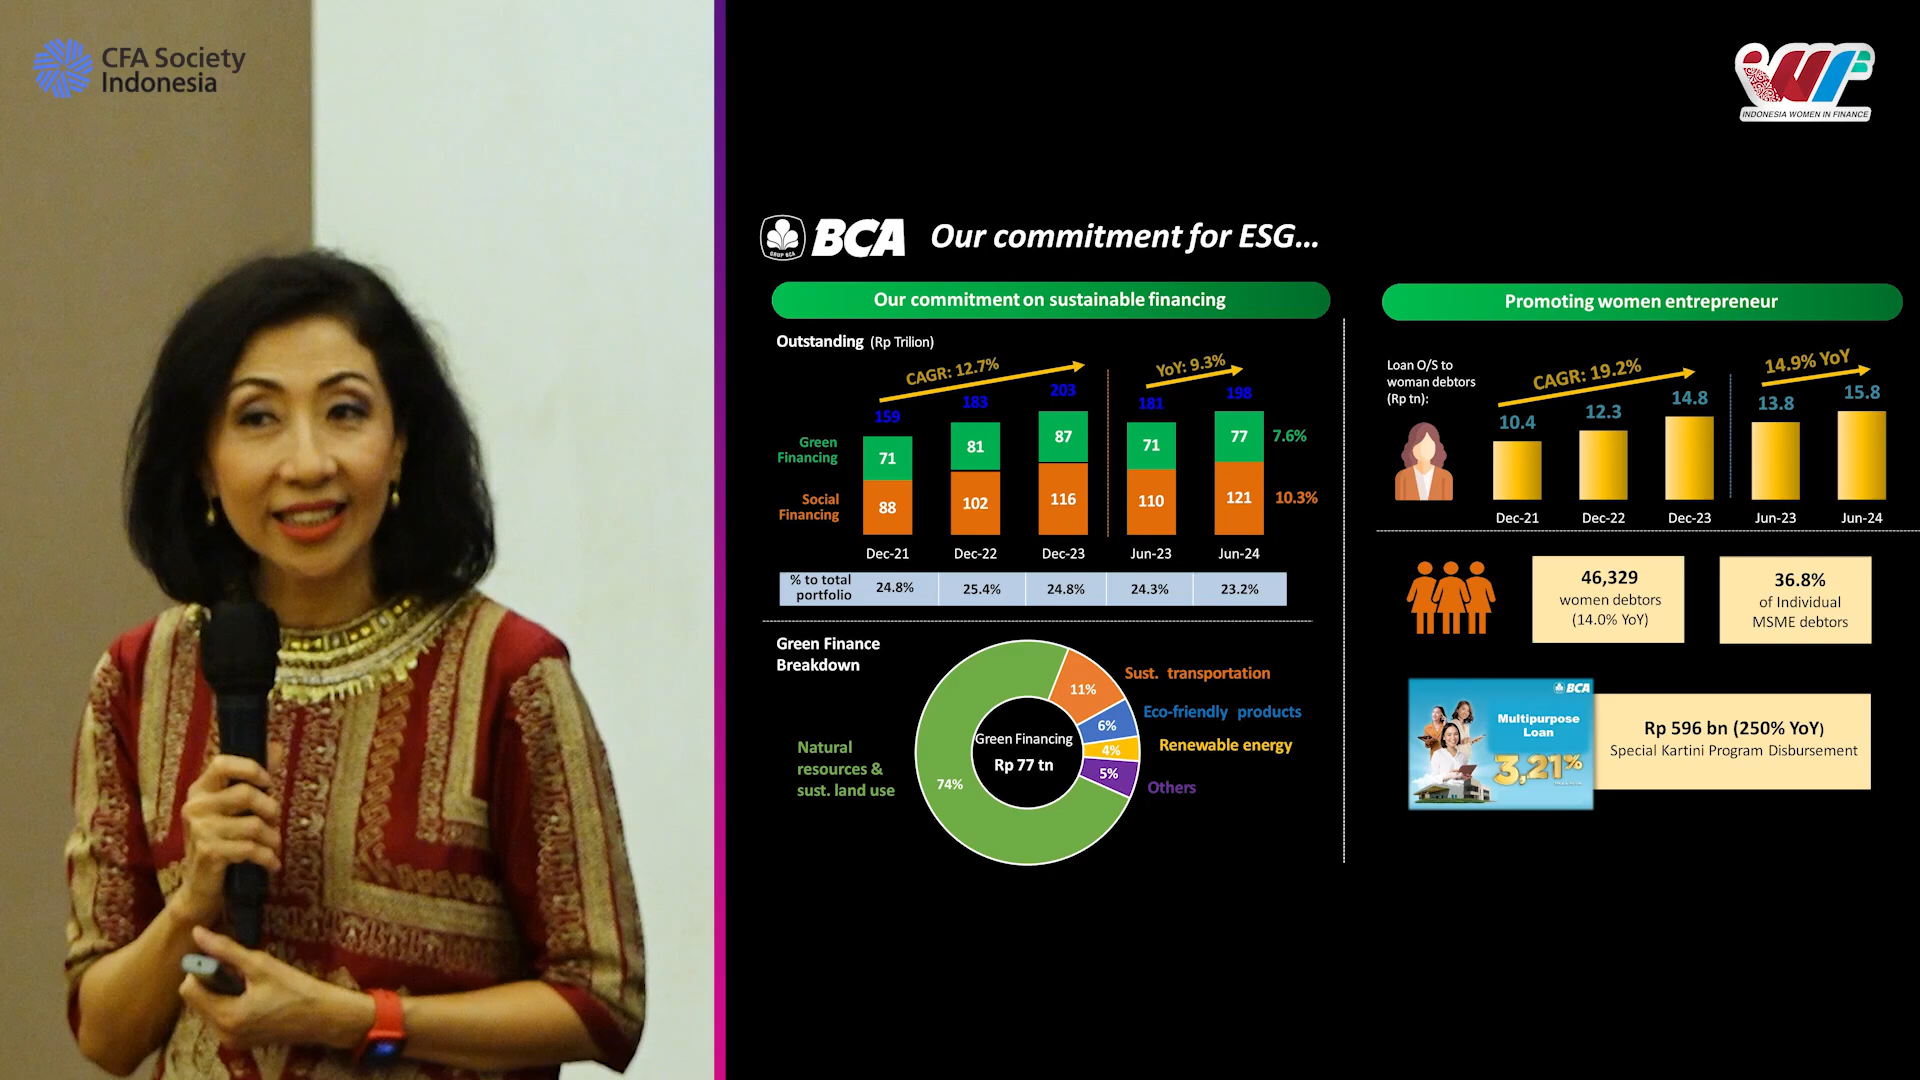 CFA Society
Indonesia
INDONESIA WOMEN IN FINANCE
GRUP BCA
BCA
Our commitment for ESG...
Our commitment on sustainable financing
Outstanding (Rp Trilion)
CAGR: 12.7%
YoY: 9.3%
159
183
203
181
198
Green
Financing
71
81
87
71
77
7.6%
Social
Financing
88
102
116
110
121
10.3%
Dec-21
Dec-22
Dec-23
Jun-23
Jun-24
% to total
portfolio
24.8%
25.4%
24.8%
24.3%
23.2%
Green Finance
Breakdown
Sust. transportation
11%
Eco-friendly products
6%
Renewable energy
4%
Others
5%
Natural
resources &
sust. land use
74%
Green Financing
Rp 77 tn
Promoting women entrepreneur
Loan O/S to
woman debtors
(Rp tn):
CAGR: 19.2%
14.9% YoY
10.4
12.3
14.8
13.8
15.8
Dec-21
Dec-22
Dec-23
Jun-23
Jun-24
46,329
women debtors
(14.0% YoY)
36.8%
of Individual
MSME debtors
BCA
Multipurpose
Loan
3,21%
Rp 596 bn (250% YoY)
Special Kartini Program Disbursement